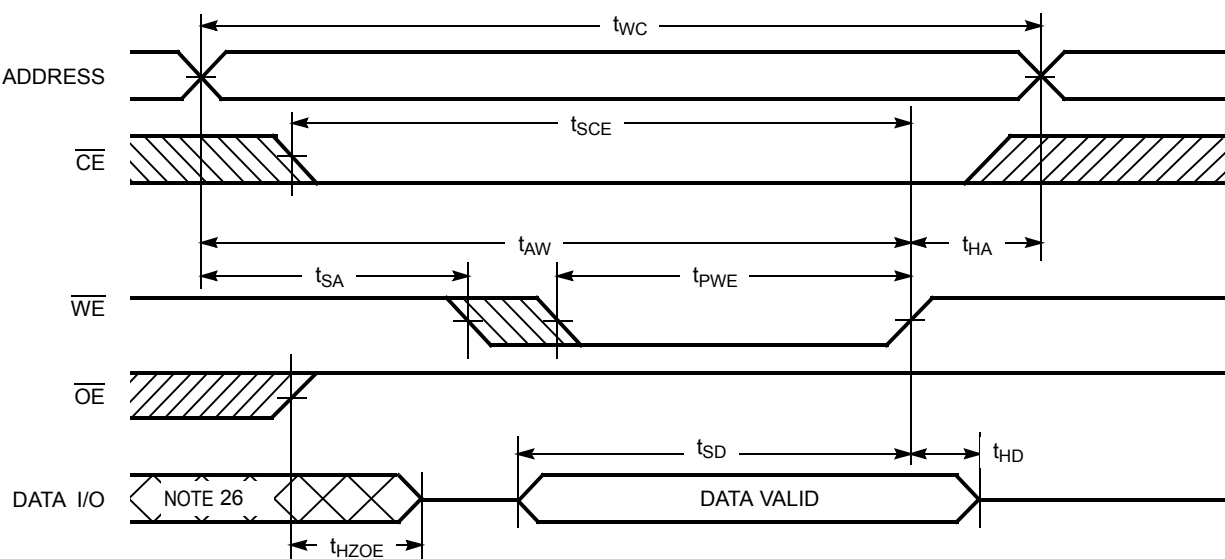 tWC
ADDRESS
tSCE
CE
tAW
tHA
tSA
tPWE
WE
OE
tSD
tHD
DATA I/O
NOTE 26
DATA VALID
tHZOE